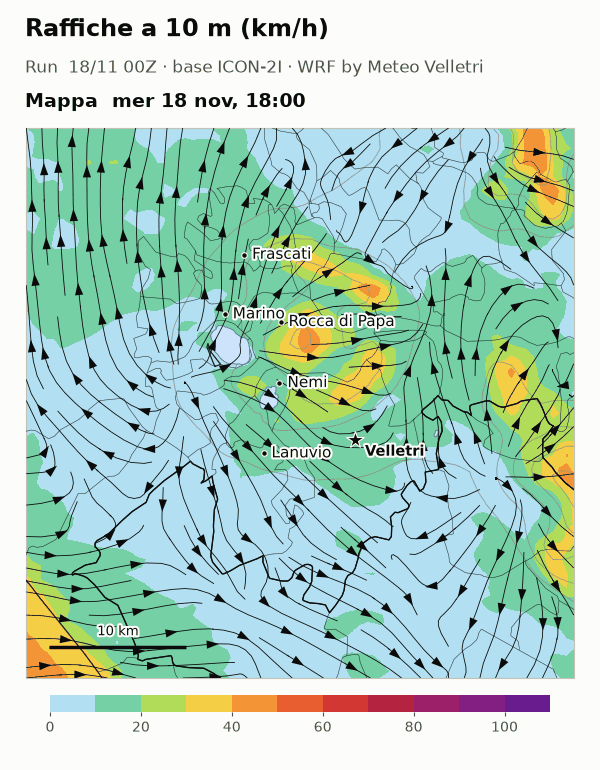 Raffiche a 10 m (km/h)
Run  18/11 00Z · base ICON-2I · WRF by Meteo Velletri
Mappa  mer 18 nov, 18:00
Frascati
Marino
Rocca di Papa
Nemi
Velletri
Lanuvio
10 km
0 20 40 60 80 100